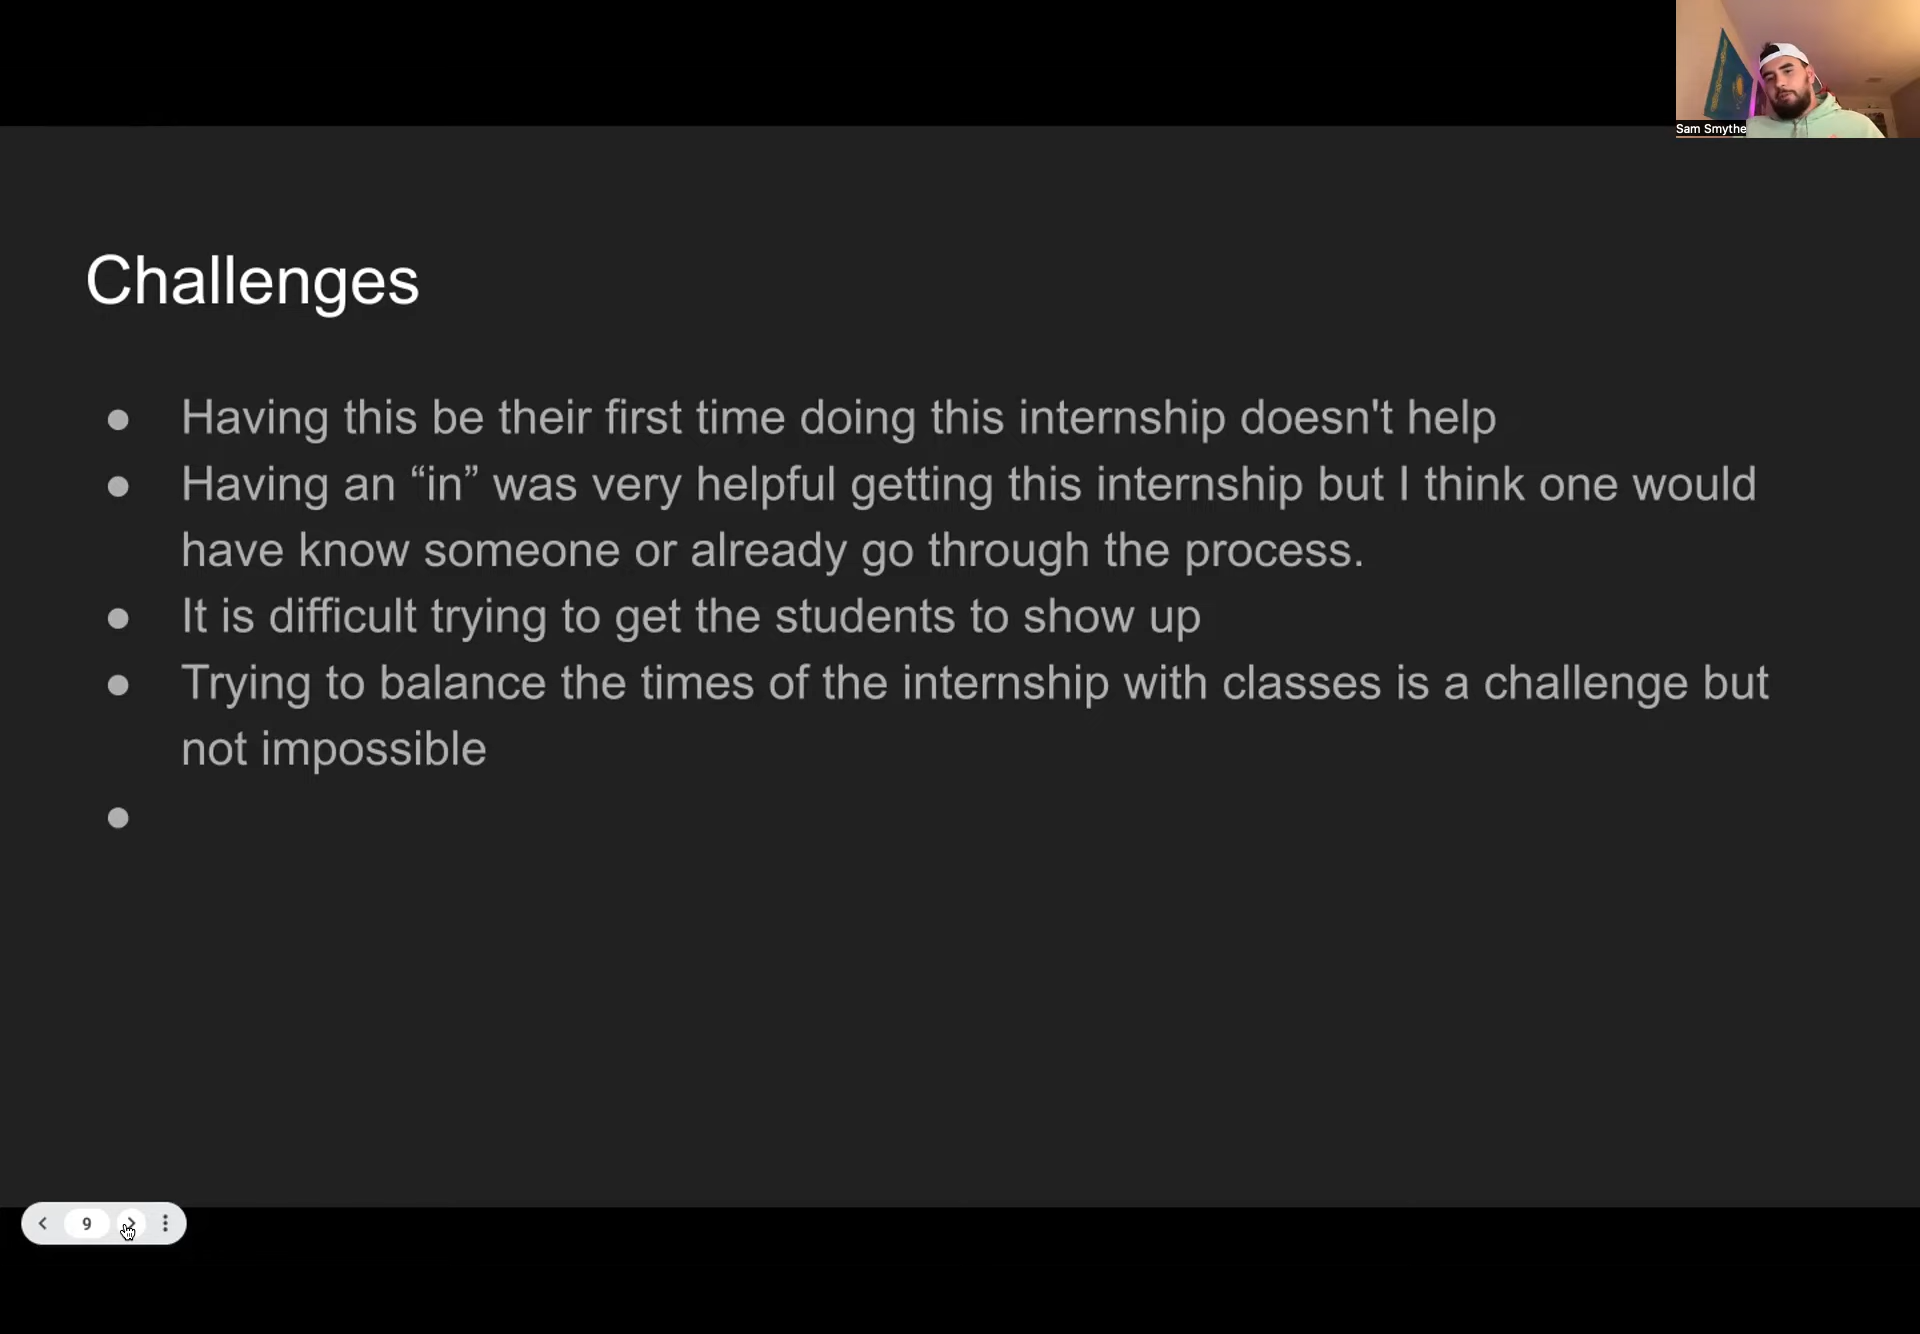 Sam Smythe
Challenges
● Having this be their first time doing this internship doesn't help
● Having an “in” was very helpful getting this internship but I think one would
have know someone or already go through the process.
● It is difficult trying to get the students to show up
● Trying to balance the times of the internship with classes is a challenge but
not impossible
●
9